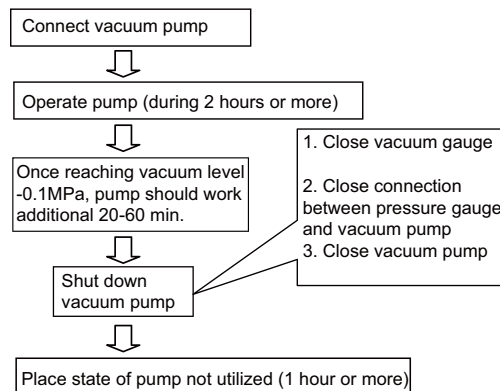 Connect vacuum pump
Operate pump (during 2 hours or more)
Once reaching vacuum level
-0.1MPa, pump should work
additional 20-60 min.
Shut down
vacuum pump
1. Close vacuum gauge
2. Close connection
between pressure gauge
and vacuum pump
3. Close vacuum pump
Place state of pump not utilized (1 hour or more)